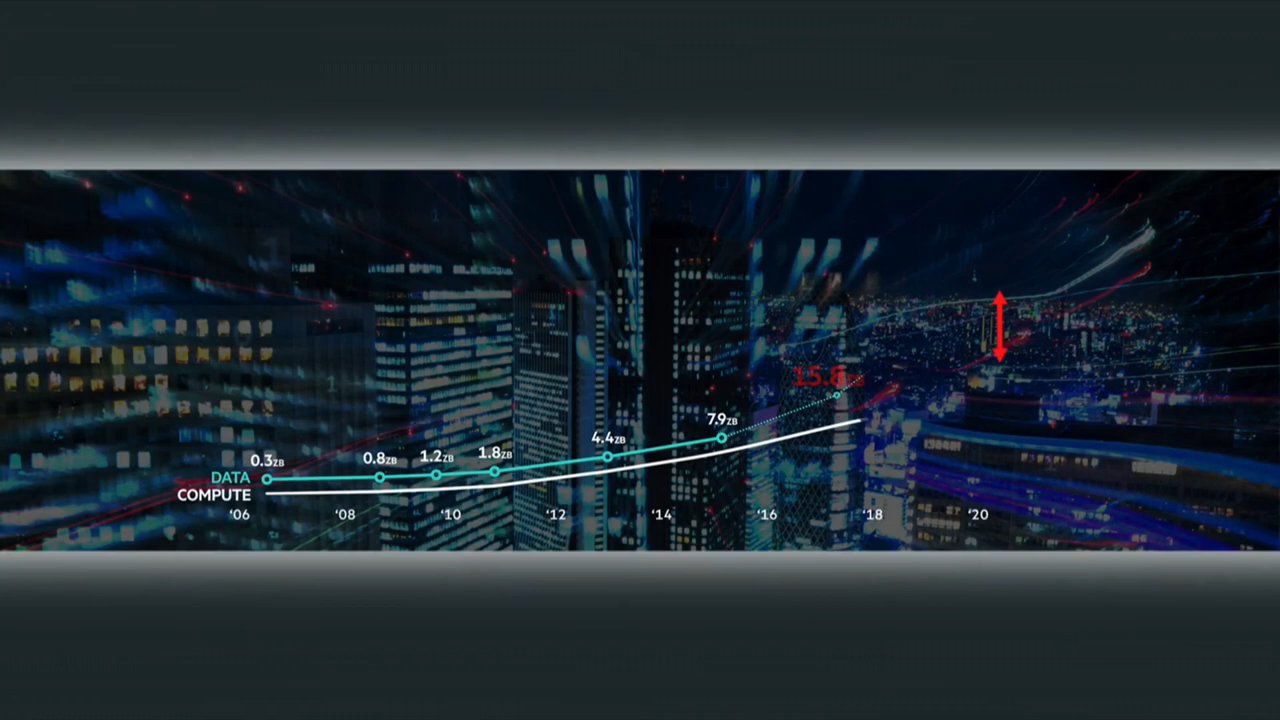 15.8ZB
7.9ZB
4.4ZB
1.8ZB
1.2ZB
0.8ZB
0.3ZB
DATA
COMPUTE
'06 '08 '10 '12 '14 '16 '18 '20